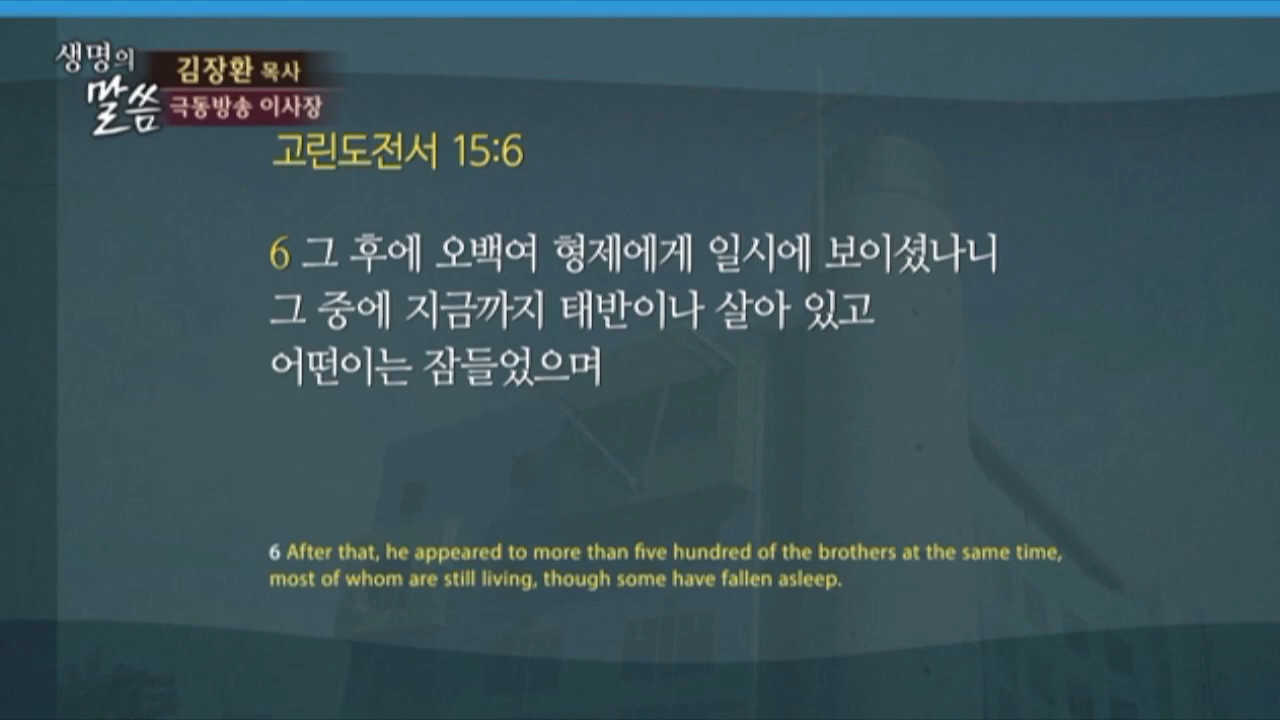 생명의
말씀
김장환 목사
극동방송 이사장
고린도전서 15:6
6 그 후에 오백여 형제에게 일시에 보이셨나니
그 중에 지금까지 태반이나 살아 있고
어떤이는 잠들었으며
6 After that, he appeared to more than five hundred of the brothers at the same time,
most of whom are still living, though some have fallen asleep.